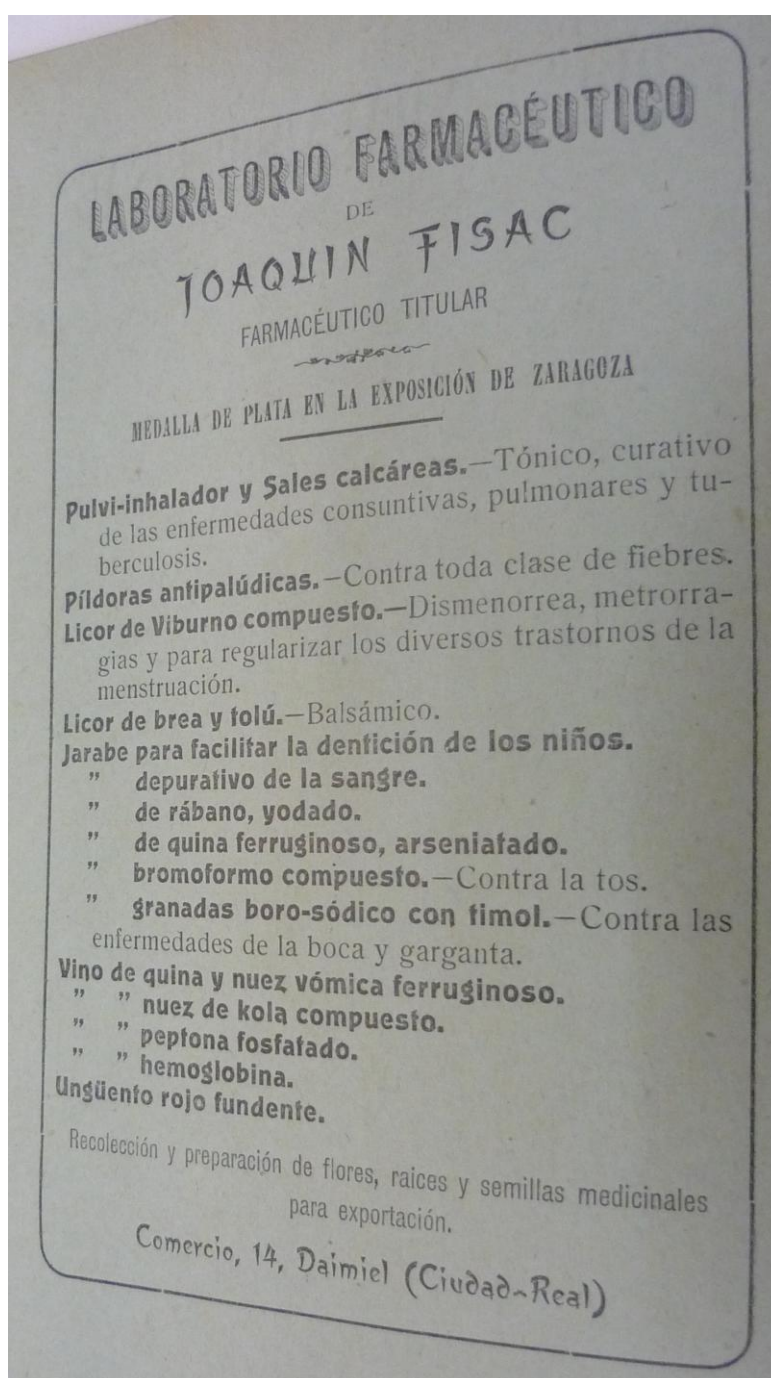 LABORATORIO FARMACÉUTICO
DE
JOAQUIN FISAC
FARMACÉUTICO TITULAR
MEDALLA DE PLATA EN LA EXPOSICIÓN DE ZARAGOZA
Pulvi-inhalador y Sales calcáreas.—Tónico, curativo
de las enfermedades consuntivas, pulmonares y tu-
berculosis.
Píldoras antipalúdicas.—Contra toda clase de fiebres.
Licor de Viburno compuesto.—Dismenorrea, metrorra-
gias y para regularizar los diversos trastornos de la
menstruación.
Licor de brea y tolú.—Balsámico.
Jarabe para facilitar la dentición de los niños.
” depurativo de la sangre.
” de rábano, yodado.
” de quina ferruginoso, arseniatado.
” bromoformo compuesto.—Contra la tos.
” granadas boro-sódico con timol.—Contra las
enfermedades de la boca y garganta.
Vino de quina y nuez vómica ferruginoso.
” ” nuez de kola compuesto.
” ” peptona fosfatado.
” ” hemoglobina.
Ungüento rojo fundente.
Recolección y preparación de flores, raices y semillas medicinales
para exportación.
Comercio, 14, Daimiel (Ciudad-Real)